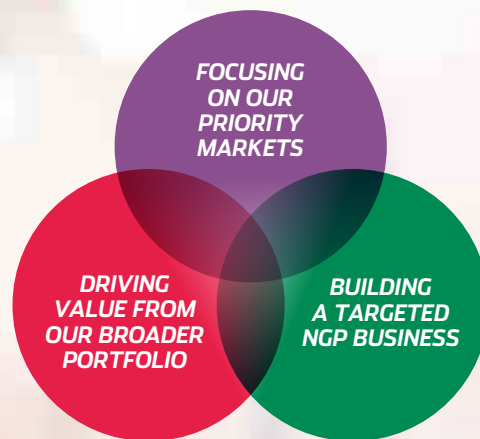 FOCUSING
ON OUR
PRIORITY
MARKETS
DRIVING
VALUE FROM
OUR BROADER
PORTFOLIO
BUILDING
A TARGETED
NGP BUSINESS